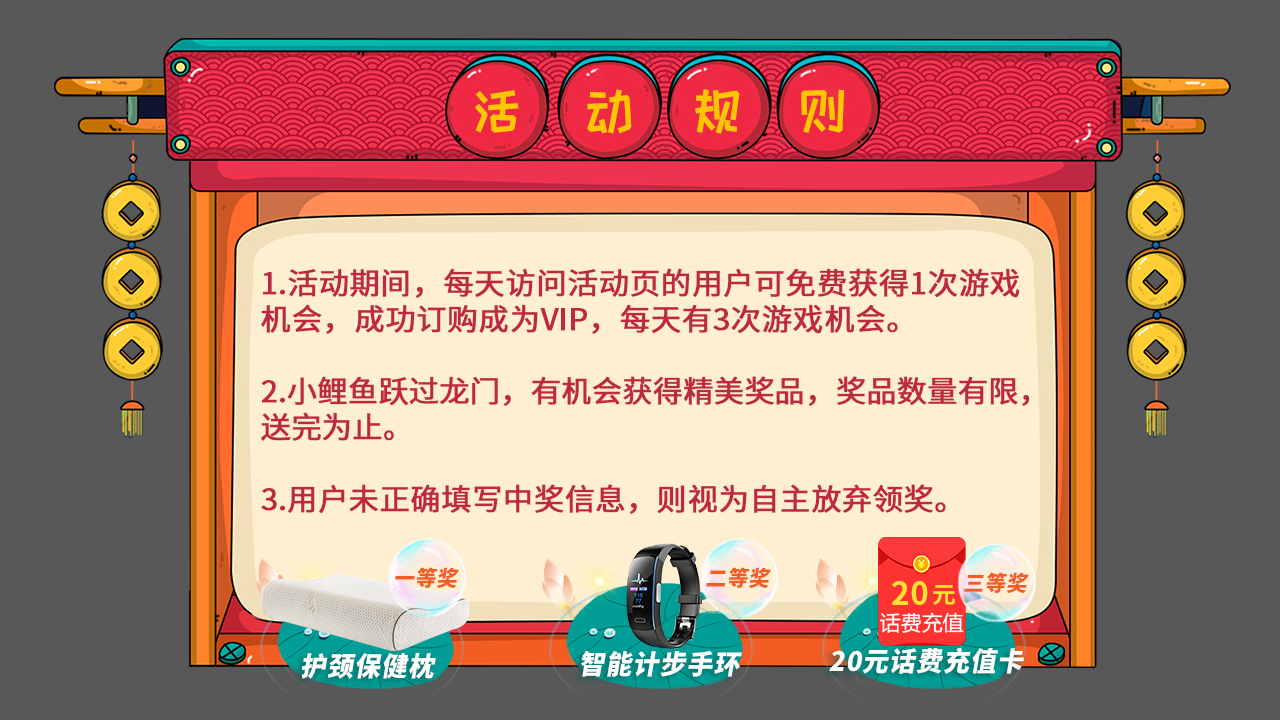 活动规则
1.活动期间，每天访问活动页的用户可免费获得1次游戏
机会，成功订购成为VIP，每天有3次游戏机会。
2.小鲤鱼跃过龙门，有机会获得精美奖品，奖品数量有限，
送完为止。
3.用户未正确填写中奖信息，则视为自主放弃领奖。
一等奖
护颈保健枕
二等奖
智能计步手环
¥
20元
话费充值
三等奖
20元话费充值卡